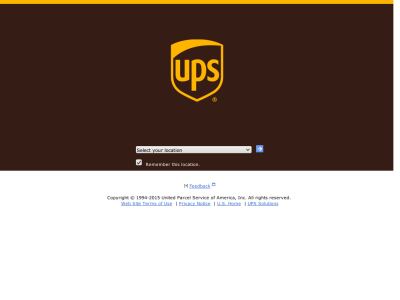 ups
®
Select your location
Remember this location.
Feedback
Copyright © 1994-2015 United Parcel Service of America, Inc. All rights reserved.
Web Site Terms of Use | Privacy Notice | U.S. Home | UPS Solutions